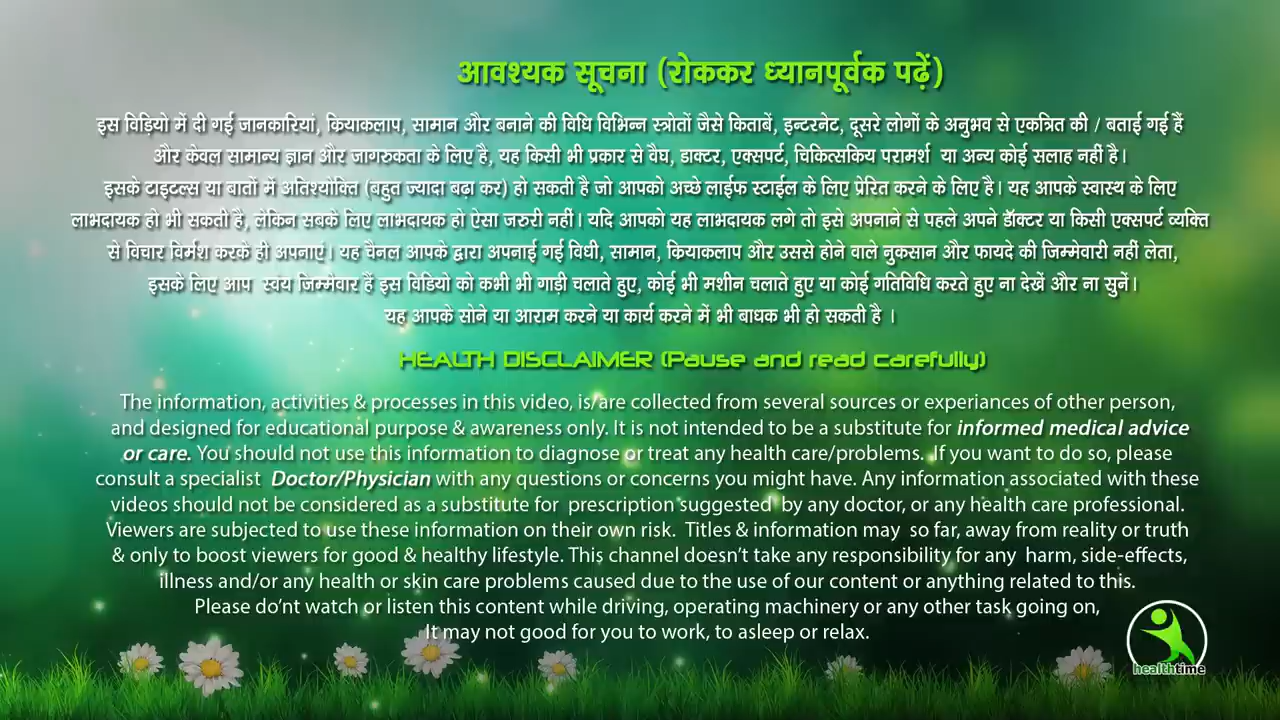 आवश्यक सूचना (रोककर ध्यानपूर्वक पढ़ें)
इस विडियो में दी गई जानकारियां, कियाकलाप, सामान और बनाने की विधि विभिन्न स्त्रोतों जैसे किताबें, इन्टरनेट, दूसरे लोगों के अनुभव से एकत्रित की / बताई गई हैं
और केवल सामान्य ज्ञान और जागरुकता के लिए है, यह किसी भी प्रकार से वैघ, डाक्टर, एक्सपर्ट, चिकित्सकिय परामर्श या अन्य कोई सलाह नहीं है।
इसके टाइटल्स या बातों में अतिश्योक्ति (बहुत ज्यादा बढ़ा कर) हो सकती है जो आपको अच्छे लाईफ स्टाईल के लिए प्रेरित करने के लिए है। यह आपके स्वास्थ के लिए
लाभदायक हो भी सकती है, लेकिन सबके लिए लाभदायक हो ऐसा जरुरी नहीं। यदि आपको यह लाभदायक लगे तो इसे अपनाने से पहले अपने डॅाक्टर या किसी एक्सपर्ट व्यक्ति
से विचार विर्मश करके ही अपनाएं। यह चैनल आपके द्वारा अपनाई गई विधी, सामान, कियाकलाप और उससे होने वाले नुकसान और फायदे की जिम्मेवारी नहीं लेता,
इसके लिए आप स्वंय जिम्मेवार हैं इस विडियो को कभी भी गाड़ी चलाते हुए, कोई भी मशीन चलाते हुए या कोई गतिविधि करते हुए ना देखें और ना सुनें।
यह आपके सोने या आराम करने या कार्य करने में भी बाधक भी हो सकती है ।
HEALTH DISCLAIMER (Pause and read carefully)
The information, activities & processes in this video, is/are collected from several sources or experiances of other person,
and designed for educational purpose & awareness only. It is not intended to be a substitute for informed medical advice
or care. You should not use this information to diagnose or treat any health care/problems. If you want to do so, please
consult a specialist Doctor/Physician with any questions or concerns you might have. Any information associated with these
videos should not be considered as a substitute for prescription suggested by any doctor, or any health care professional.
Viewers are subjected to use these information on their own risk. Titles & information may so far, away from reality or truth
& only to boost viewers for good & healthy lifestyle. This channel doesn't take any responsibility for any harm, side-effects,
illness and/or any health or skin care problems caused due to the use of our content or anything related to this.
Please do'nt watch or listen this content while driving, operating machinery or any other task going on,
It may not good for you to work, to asleep or relax.
healthtime